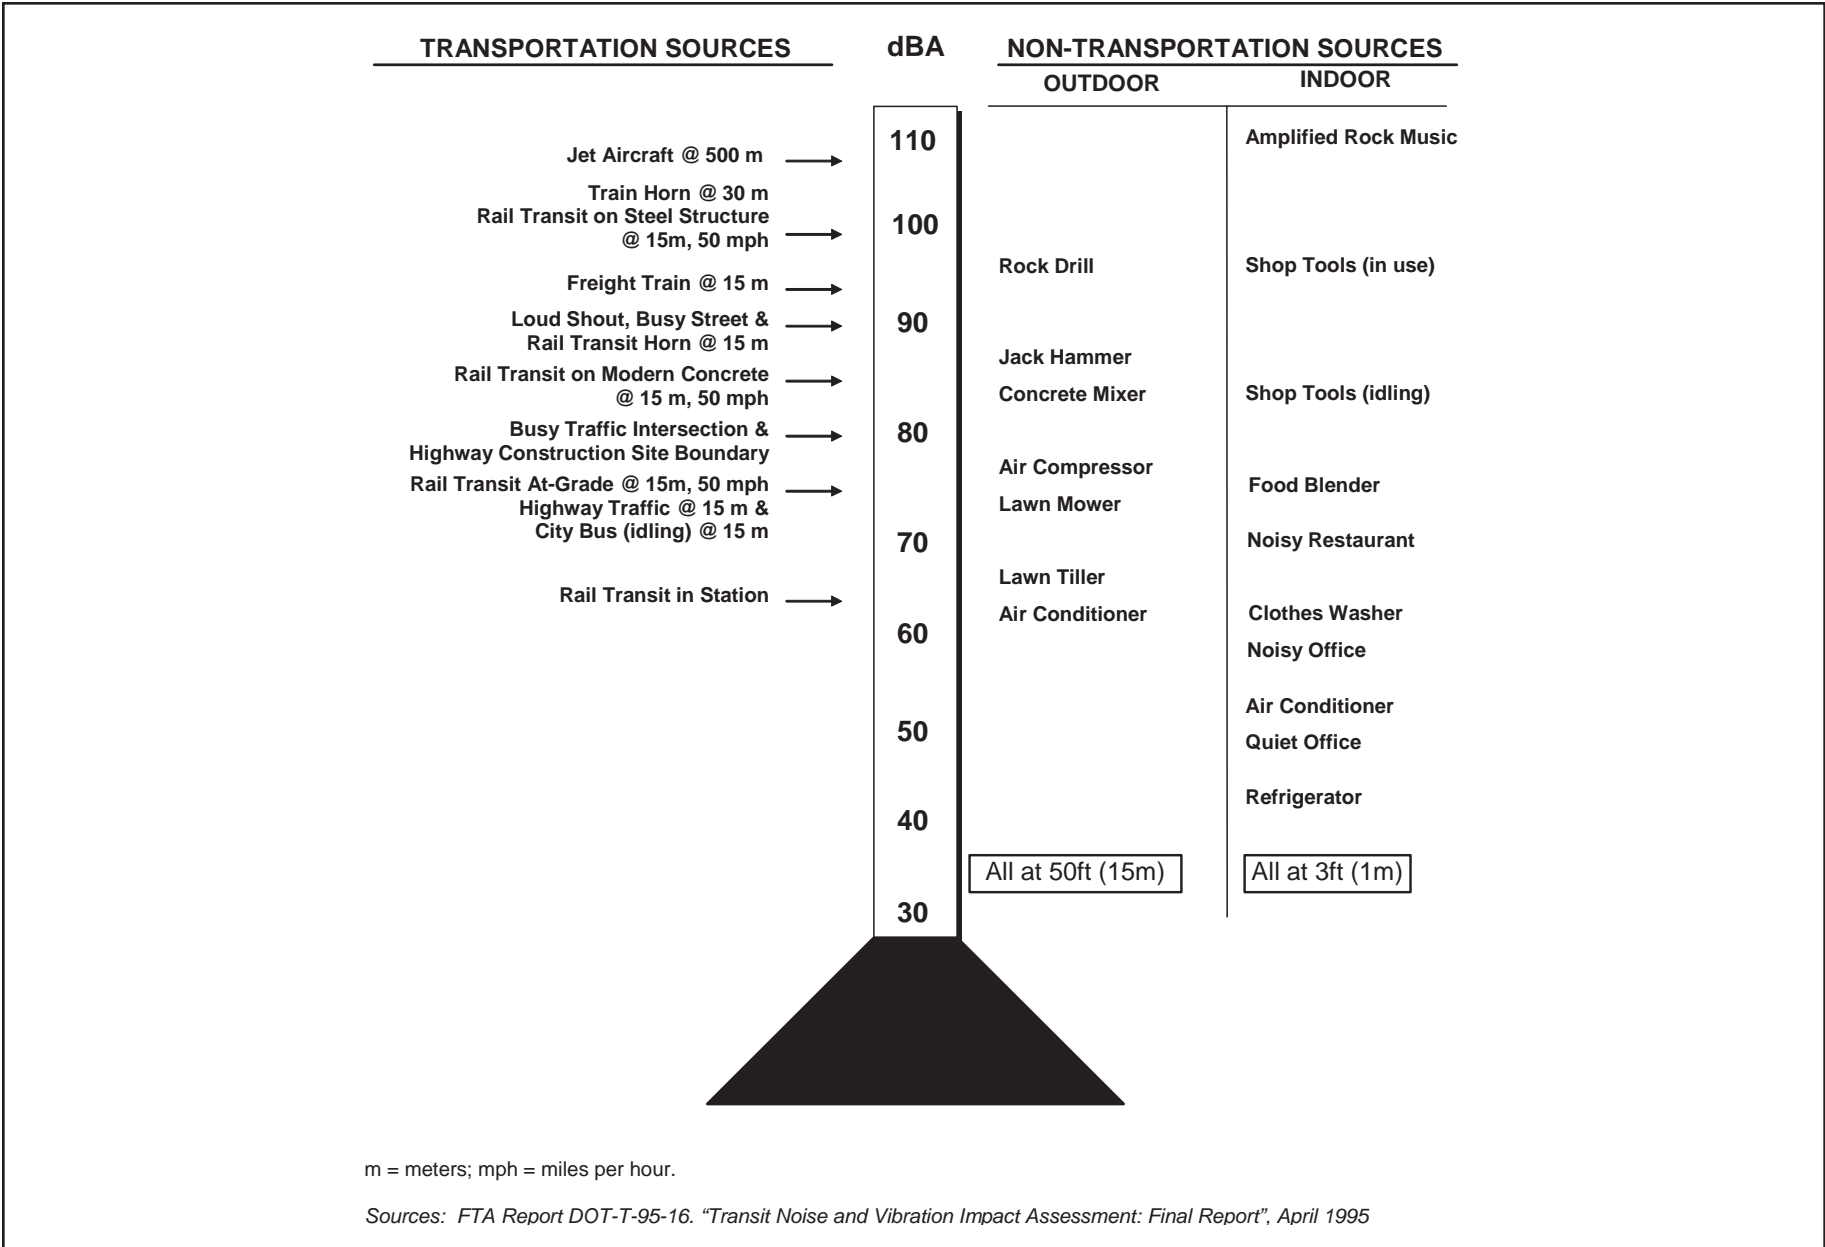 TRANSPORTATION SOURCES
dBA
NON-TRANSPORTATION SOURCES
OUTDOOR
INDOOR
Jet Aircraft @ 500 m
Train Horn @ 30 m
Rail Transit on Steel Structure
@ 15m, 50 mph
Freight Train @ 15 m
Loud Shout, Busy Street &
Rail Transit Horn @ 15 m
Rail Transit on Modern Concrete
@ 15 m, 50 mph
Busy Traffic Intersection &
Highway Construction Site Boundary
Rail Transit At-Grade @ 15m, 50 mph
Highway Traffic @ 15 m &
City Bus (idling) @ 15 m
Rail Transit in Station
110
100
90
80
70
60
50
40
30
Rock Drill
Jack Hammer
Concrete Mixer
Air Compressor
Lawn Mower
Lawn Tiller
Air Conditioner
All at 50ft (15m)
Amplified Rock Music
Shop Tools (in use)
Shop Tools (idling)
Food Blender
Noisy Restaurant
Clothes Washer
Noisy Office
Air Conditioner
Quiet Office
Refrigerator
All at 3ft (1m)
m = meters; mph = miles per hour.
Sources: FTA Report DOT-T-95-16. “Transit Noise and Vibration Impact Assessment: Final Report”, April 1995